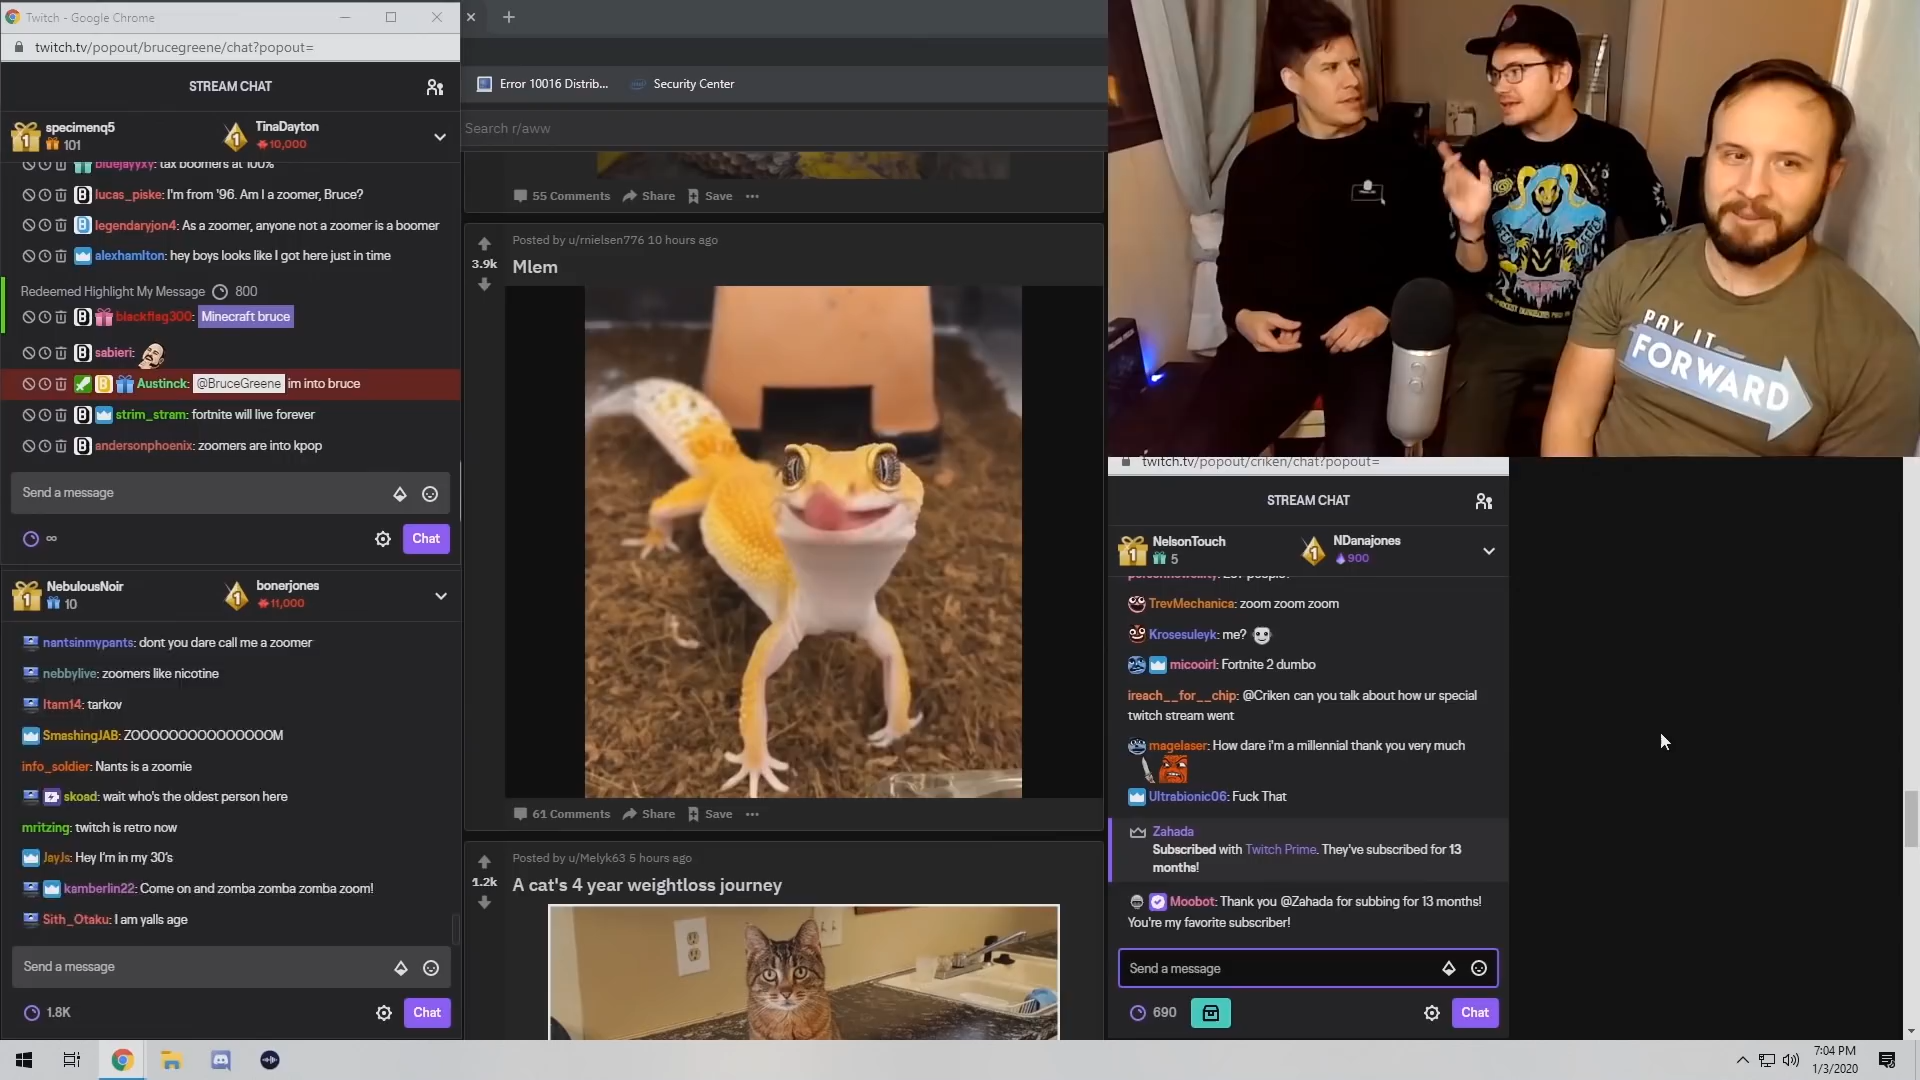 Twitch - Google Chrome
twitch.tv/popout/brucegreene/chat?popout=
STREAM CHAT
specimenq5
101
TinaDayton
10,000
bluejayyxy: tax boomers at 100%
lucas_piske: I'm from '96. Am I a zoomer, Bruce?
legendaryjon4: As a zoomer, anyone not a zoomer is a boomer
alexhamlton: hey boys looks like I got here just in time
Redeemed Highlight My Message 800
blackflag300: Minecraft bruce
sabieri:
Austinck: @BruceGreene im into bruce
strim_stram: fortnite will live forever
andersonphoenix: zoomers are into kpop
Send a message
∞
Chat
NebulousNoir
10
bonerjones
11,000
nantsinmypants: dont you dare call me a zoomer
nebbylive: zoomers like nicotine
ltam14: tarkov
SmashingJAB: ZOOOOOOOOOOOOOOOM
info_soldier: Nants is a zoomie
skoad: wait who's the oldest person here
mritzing: twitch is retro now
JayJs: Hey I'm in my 30's
kamberlin22: Come on and zomba zomba zomba zoom!
Sith_Otaku: I am yalls age
Send a message
1.8K
Chat
Error 10016 Distrib...
Security Center
Search r/aww
55 Comments Share Save
Posted by u/rnielsen776 10 hours ago
3.9k
Mlem
61 Comments Share Save
Posted by u/Melyk63 5 hours ago
1.2k
A cat's 4 year weightloss journey
PAY IT
FORWARD
twitch.tv/popout/criken/chat?popout=
STREAM CHAT
NelsonTouch
5
NDanajones
900
TrevMechanica: zoom zoom zoom
Krosesuleyk: me?
micooirl: Fortnite 2 dumbo
ireach__for__chip: @Criken can you talk about how ur special
twitch stream went
magelaser: How dare i'm a millennial thank you very much
Ultrabionic06: Fuck That
Zahada
Subscribed with Twitch Prime. They've subscribed for 13
months!
Moobot: Thank you @Zahada for subbing for 13 months!
You're my favorite subscriber!
Send a message
690
Chat
7:04 PM
1/3/2020